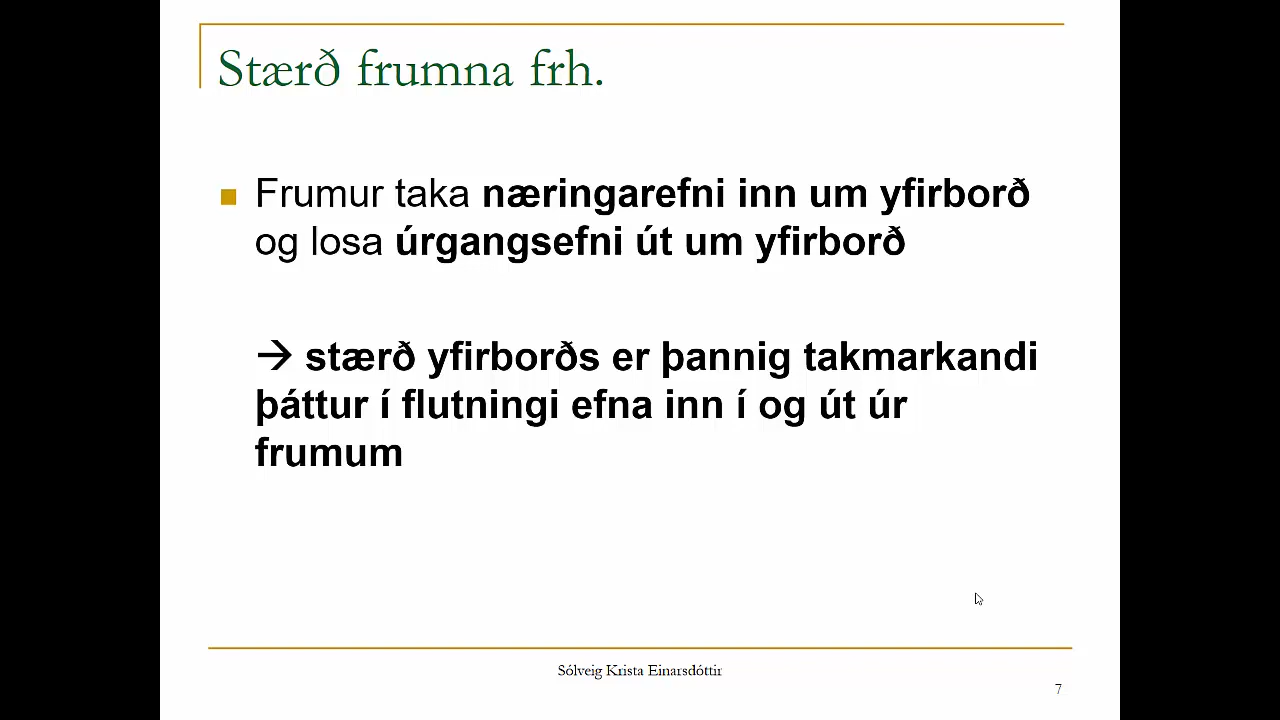 Stærð frumna frh.
Frumur taka næringarefni inn um yfirborð
og losa úrgangsefni út um yfirborð
→ stærð yfirborðs er þannig takmarkandi
þáttur í flutningi efna inn í og út úr
frumum
Sólveig Krista Einarsdóttir
7